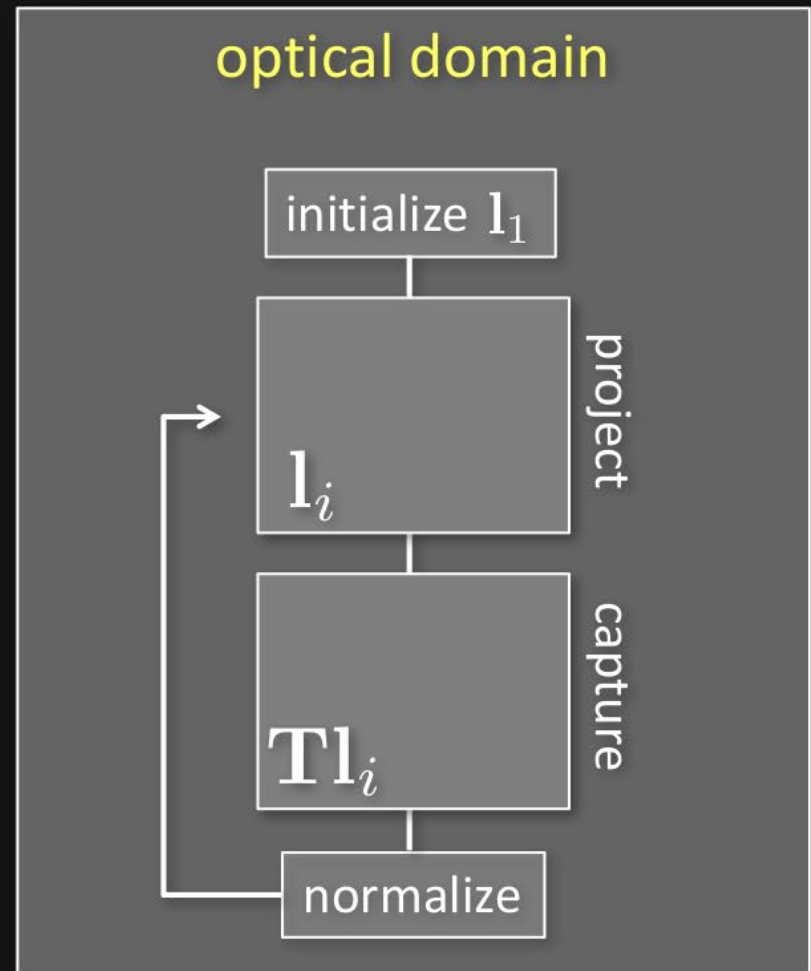 optical domain
initialize l₁
project
lᵢ
capture
Tlᵢ
normalize